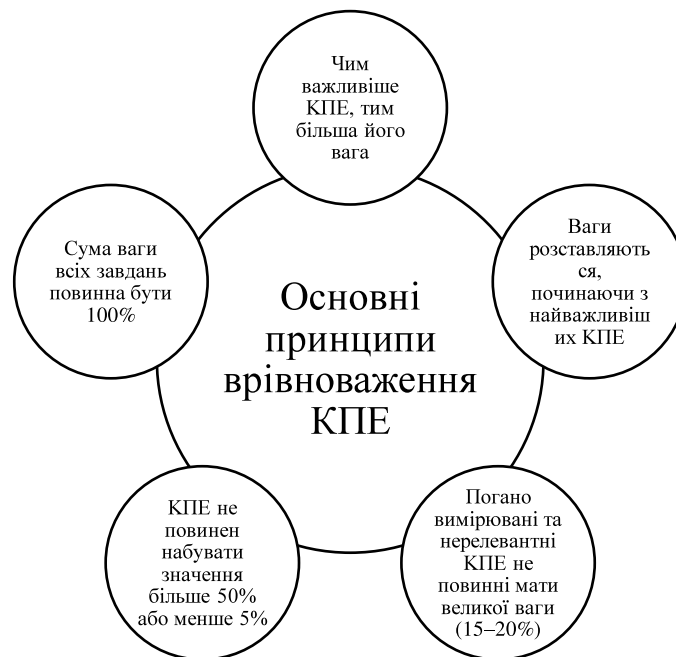 Чим
важливіше
КПЕ, тим
більша його
вага
Ваги
розставляють
ся,
починаючи з
найважливіш
их КПЕ
Погано
вимірювані та
нерелевантні
КПЕ не
повинні мати
великої ваги
(15–20%)
КПЕ не
повинен
набувати
значення
більше 50%
або менше 5%
Сума ваги
всіх завдань
повинна бути
100%
Основні
принципи
врівноваження
КПЕ